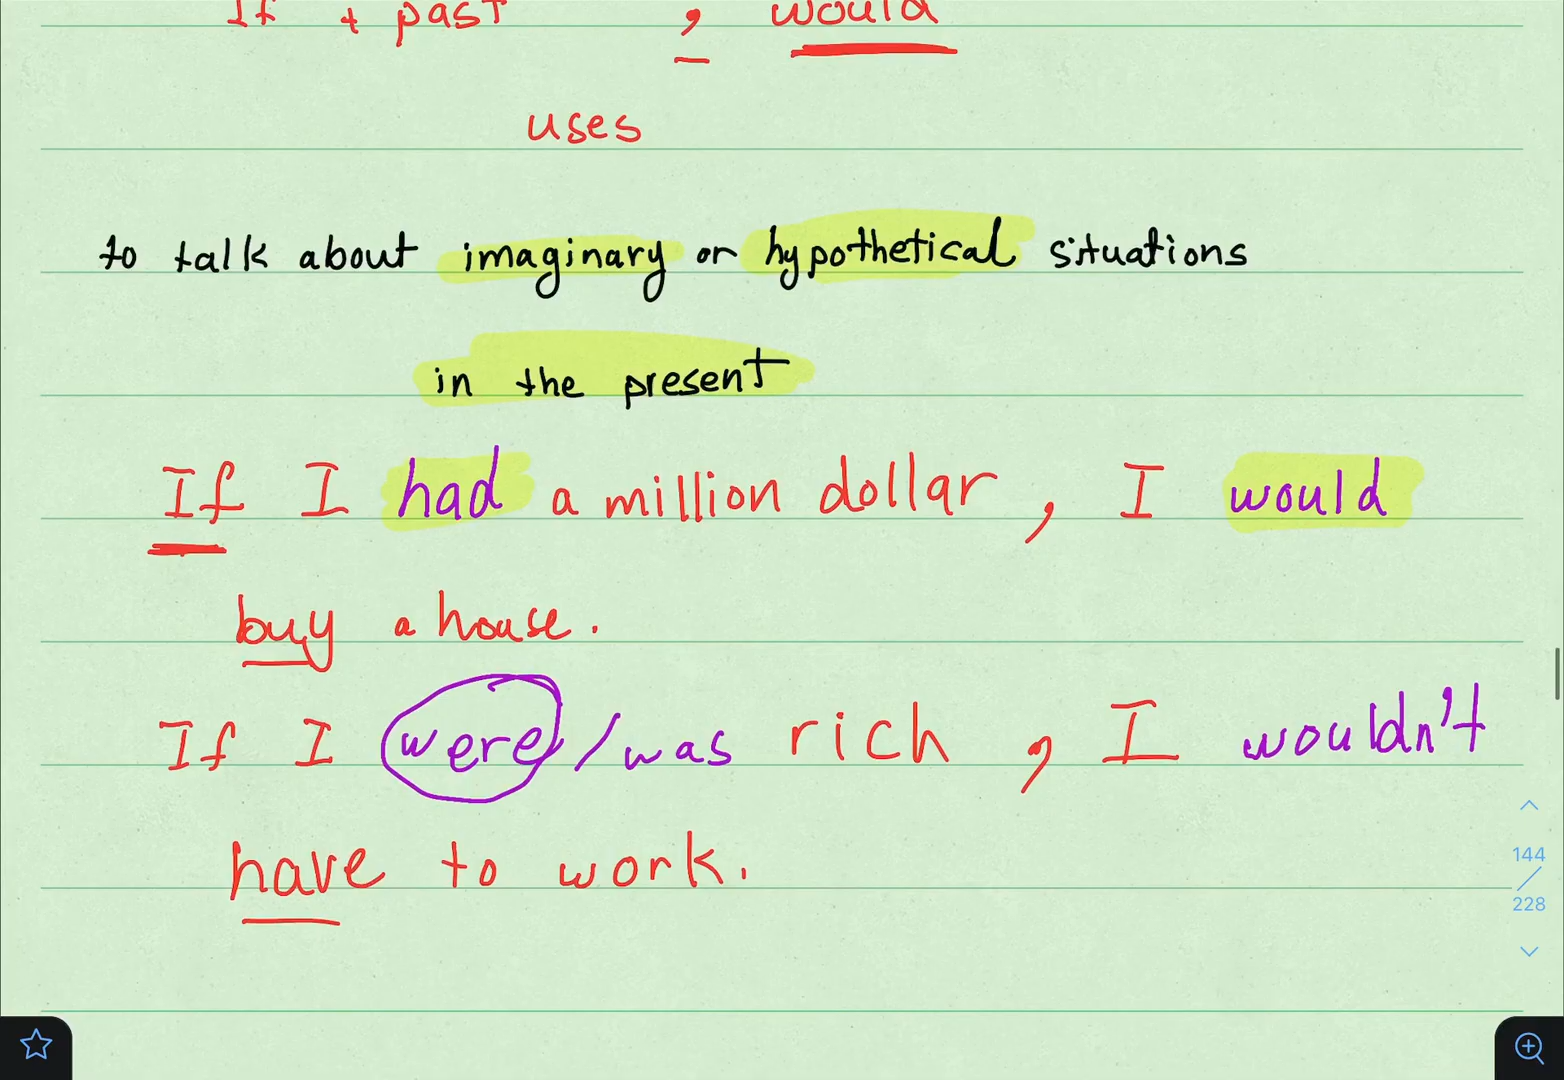 If + past , would
uses
to talk about imaginary or hypothetical situations
in the present
If I had a million dollar, I would
buy a house.
If I were/was rich, I wouldn't
have to work.
144
/
228